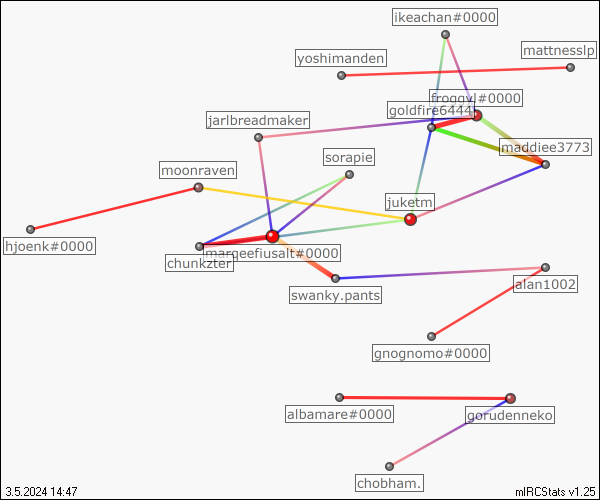 ikeachan#0000
mattnesslp
yoshimanden
froggyl#0000
goldfire6444
jarlbreadmaker
maddiee3773
sorapie
moonraven
juketm
hjoenk#0000
marqeefiusalt#0000
chunkzter
alan1002
swanky.pants
gnognomo#0000
albamare#0000
gorudenneko
chobham.
3.5.2024 14:47
mIRCStats v1.25